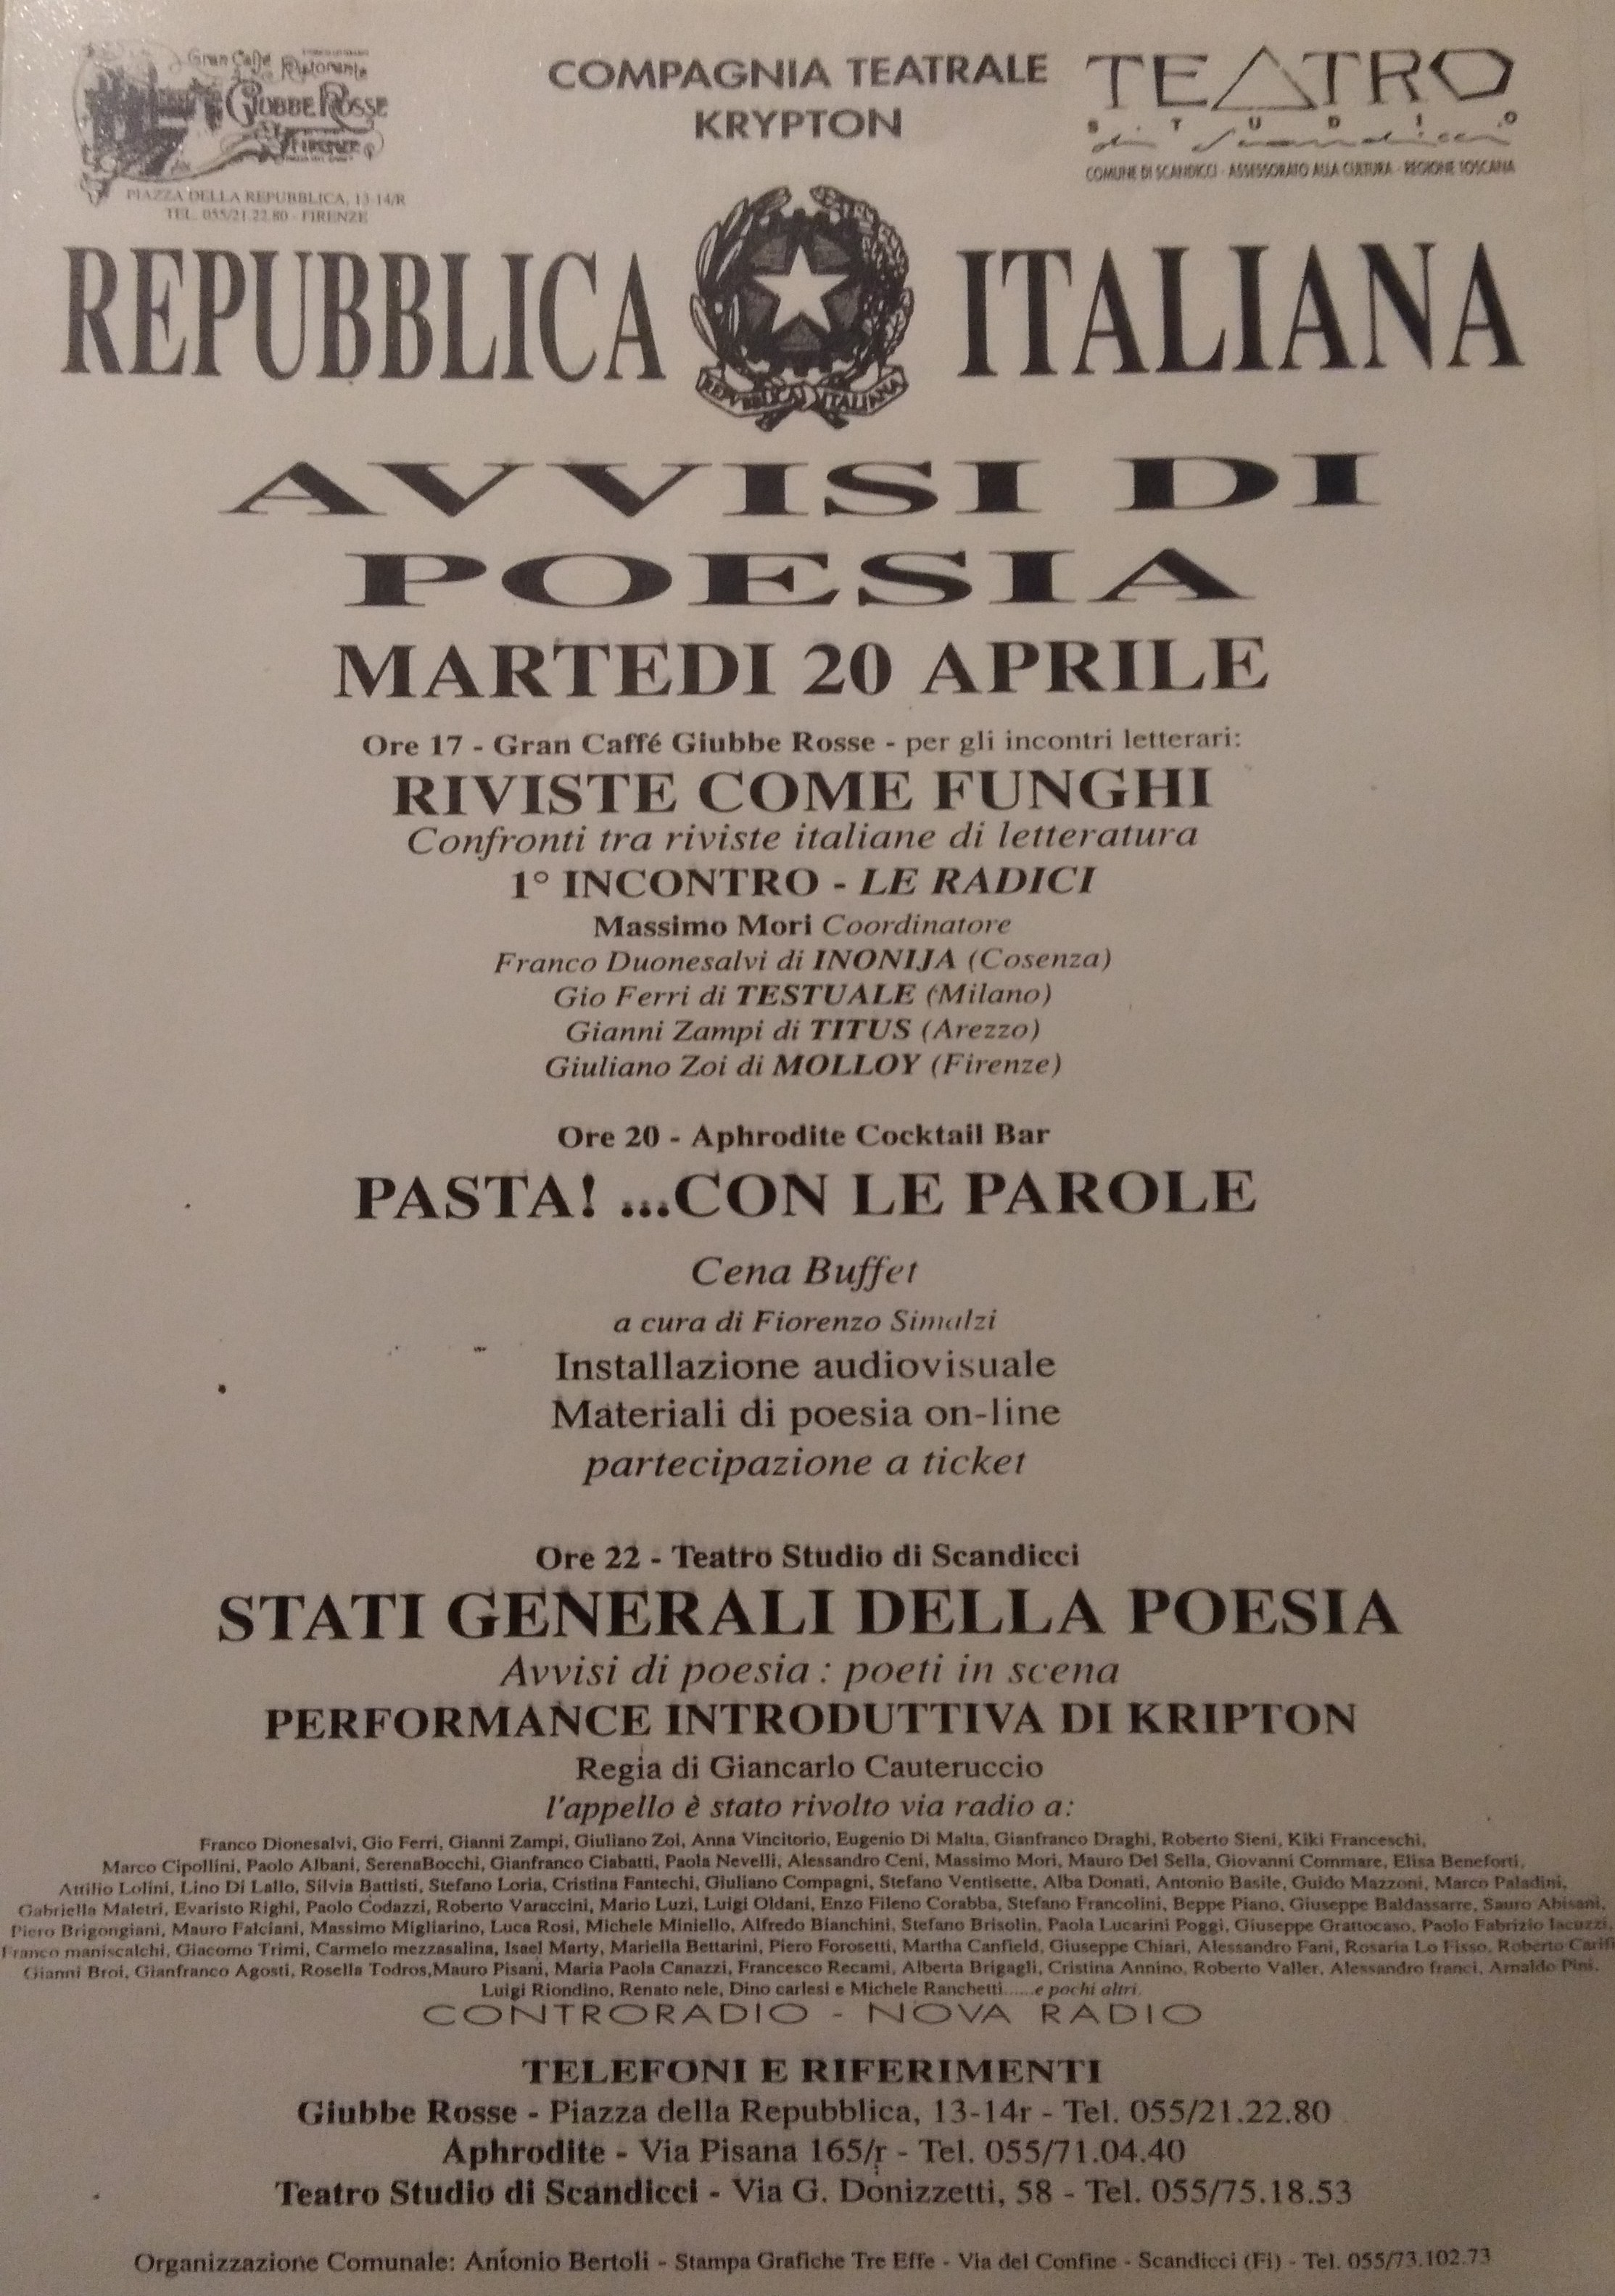 Gran Caffé Ristorante
GIUBBE ROSSE
FIRENZE
PIAZZA DELLA REPUBBLICA, 13-14/R
TEL. 055/21.22.80 - FIRENZE
COMPAGNIA TEATRALE
KRYPTON
TEATRO
STUDIO
di Scandicci
COMUNE DI SCANDICCI - ASSESSORATO ALLA CULTURA - REGIONE TOSCANA
REPUBBLICA ITALIANA
REPVBBLICA ITALIANA
AVVISI DI
POESIA
MARTEDI 20 APRILE
Ore 17 - Gran Caffé Giubbe Rosse - per gli incontri letterari:
RIVISTE COME FUNGHI
Confronti tra riviste italiane di letteratura
1° INCONTRO - LE RADICI
Massimo Mori Coordinatore
Franco Duonesalvi di INONIJA (Cosenza)
Gio Ferri di TESTUALE (Milano)
Gianni Zampi di TITUS (Arezzo)
Giuliano Zoi di MOLLOY (Firenze)
Ore 20 - Aphrodite Cocktail Bar
PASTA! ...CON LE PAROLE
Cena Buffet
a cura di Fiorenzo Simalzi
Installazione audiovisuale
Materiali di poesia on-line
partecipazione a ticket
Ore 22 - Teatro Studio di Scandicci
STATI GENERALI DELLA POESIA
Avvisi di poesia : poeti in scena
PERFORMANCE INTRODUTTIVA DI KRIPTON
Regia di Giancarlo Cauteruccio
l'appello è stato rivolto via radio a:
Franco Dionesalvi, Gio Ferri, Gianni Zampi, Giuliano Zoi, Anna Vincitorio, Eugenio Di Malta, Gianfranco Draghi, Roberto Sieni, Kiki Franceschi,
Marco Cipollini, Paolo Albani, SerenaBocchi, Gianfranco Ciabatti, Paola Nevelli, Alessandro Ceni, Massimo Mori, Mauro Del Sella, Giovanni Commare, Elisa Beneforti,
Attilio Lolini, Lino Di Lallo, Silvia Battisti, Stefano Loria, Cristina Fantechi, Giuliano Compagni, Stefano Ventisette, Alba Donati, Antonio Basile, Guido Mazzoni, Marco Paladini,
Gabriella Maletri, Evaristo Righi, Paolo Codazzi, Roberto Varaccini, Mario Luzi, Luigi Oldani, Enzo Fileno Corabba, Stefano Francolini, Beppe Piano, Giuseppe Baldassarre, Sauro Abisani,
Piero Brigongiani, Mauro Falciani, Massimo Migliarino, Luca Rosi, Michele Miniello, Alfredo Bianchini, Stefano Brisolin, Paola Lucarini Poggi, Giuseppe Grattocaso, Paolo Fabrizio Iacuzzi,
Franco maniscalchi, Giacomo Trimi, Carmelo mezzasalina, Isael Marty, Mariella Bettarini, Piero Forosetti, Martha Canfield, Giuseppe Chiari, Alessandro Fani, Rosaria Lo Fisso, Roberto Carifi
Gianni Broi, Gianfranco Agosti, Rosella Todros,Mauro Pisani, Maria Paola Canazzi, Francesco Recami, Alberta Brigagli, Cristina Annino, Roberto Valler, Alessandro franci, Arnaldo Pini,
Luigi Riondino, Renato nele, Dino carlesi e Michele Ranchetti......e pochi altri.
CONTRORADIO - NOVA RADIO
TELEFONI E RIFERIMENTI
Giubbe Rosse - Piazza della Repubblica, 13-14r - Tel. 055/21.22.80
Aphrodite - Via Pisana 165/r - Tel. 055/71.04.40
Teatro Studio di Scandicci - Via G. Donizzetti, 58 - Tel. 055/75.18.53
Organizzazione Comunale: Antonio Bertoli - Stampa Grafiche Tre Effe - Via del Confine - Scandicci (Fi) - Tel. 055/73.102.73